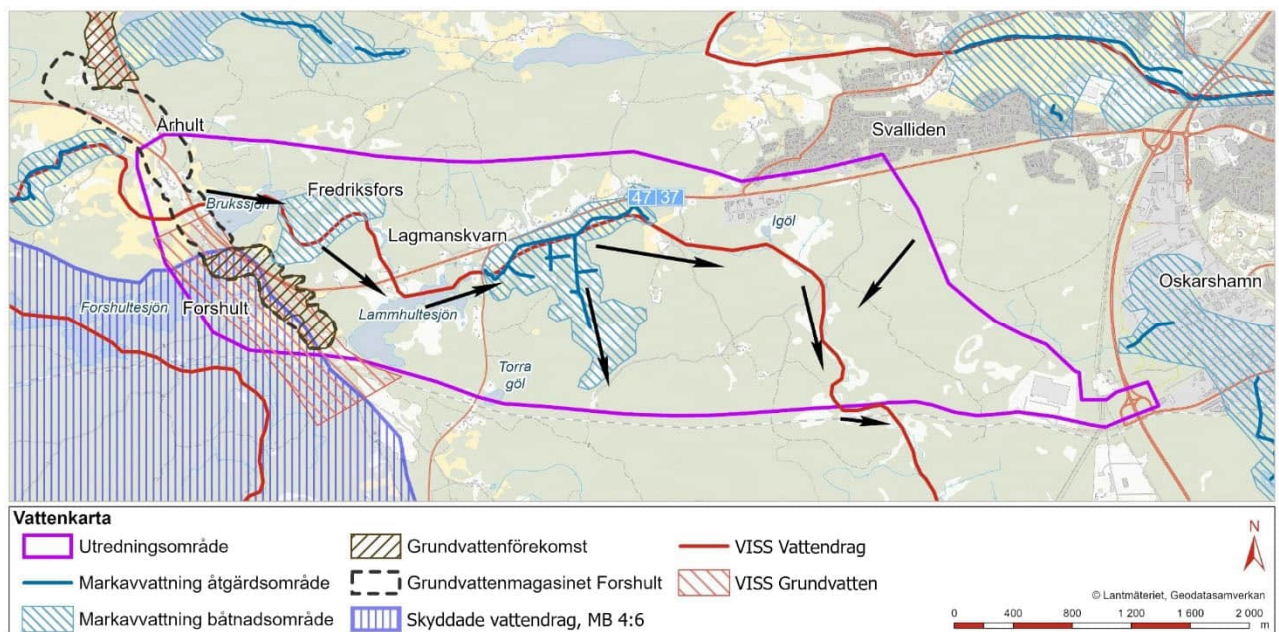 Svalliden
Århult
Fredriksfors
Brukssjön
47 37
Lagmanskvarn
Igöl
Oskarshamn
Forshultesjön
Forshult
Lammhultesjön
Torra
göl
Vattenkarta
Utredningsområde
Markavvattning åtgärdsområde
Markavvattning båtnadsområde
Grundvattenförekomst
Grundvattenmagasinet Forshult
Skyddade vattendrag, MB 4:6
VISS Vattendrag
VISS Grundvatten
N
© Lantmäteriet, Geodatasamverkan
0 400 800 1 200 1 600 2 000
m